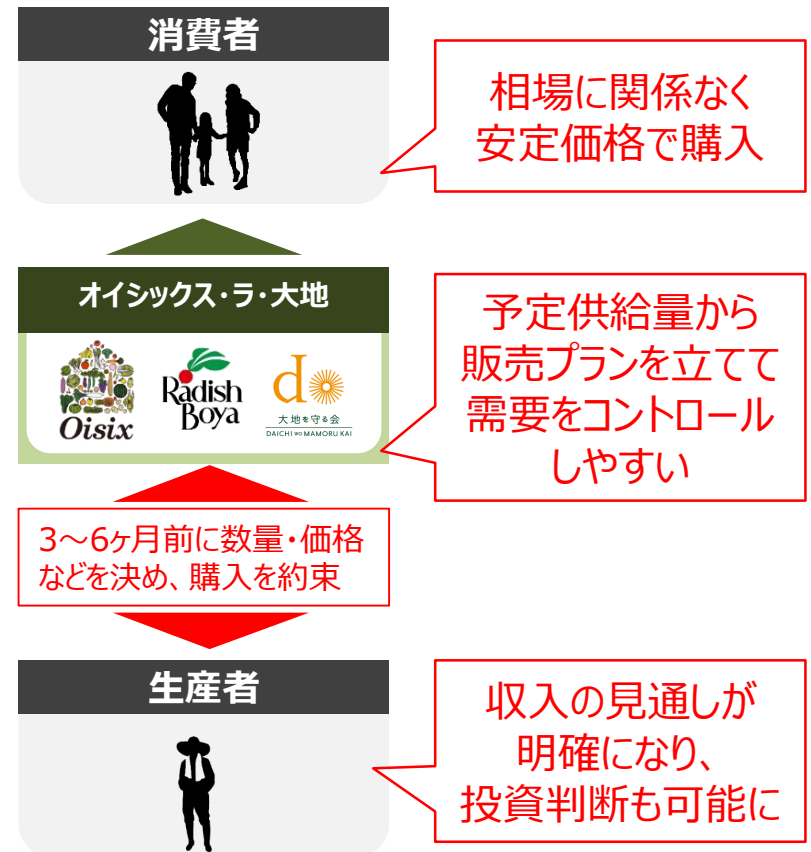 消費者
相場に関係なく
安定価格で購入
オイシックス・ラ・大地
Oisix
Radish
Boya
do
大地を守る会
DAICHI WO MAMORU KAI
予定供給量から
販売プランを立てて
需要をコントロール
しやすい
3～6ヶ月前に数量・価格
などを決め、購入を約束
生産者
収入の見通しが
明確になり、
投資判断も可能に